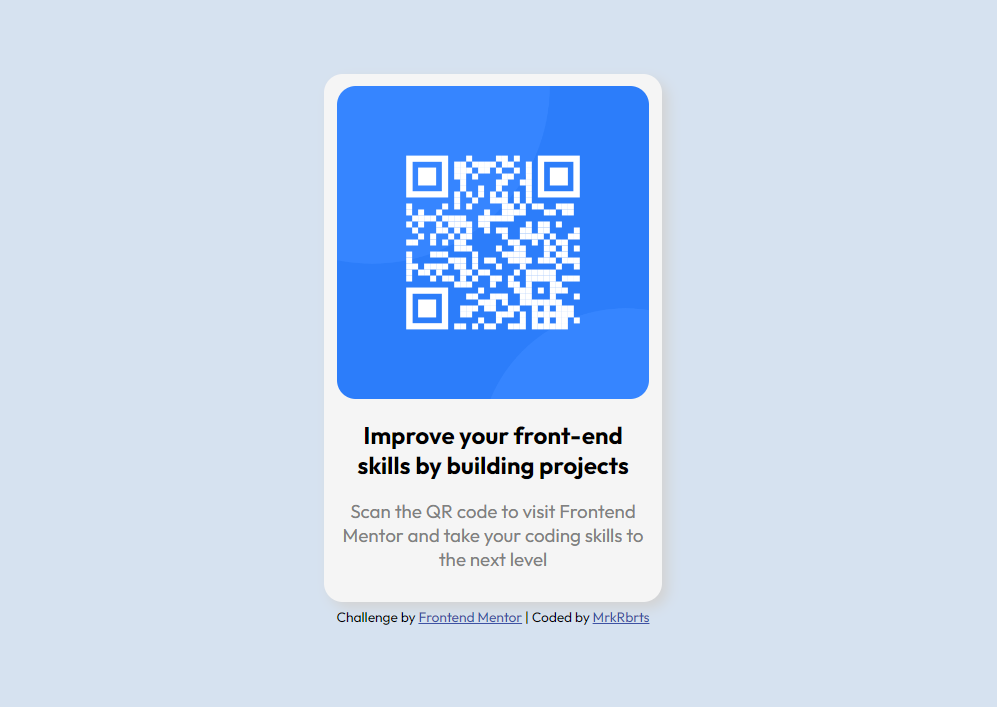 Improve your front-end
skills by building projects
Scan the QR code to visit Frontend
Mentor and take your coding skills to
the next level
Challenge by Frontend Mentor | Coded by MrkRbrts